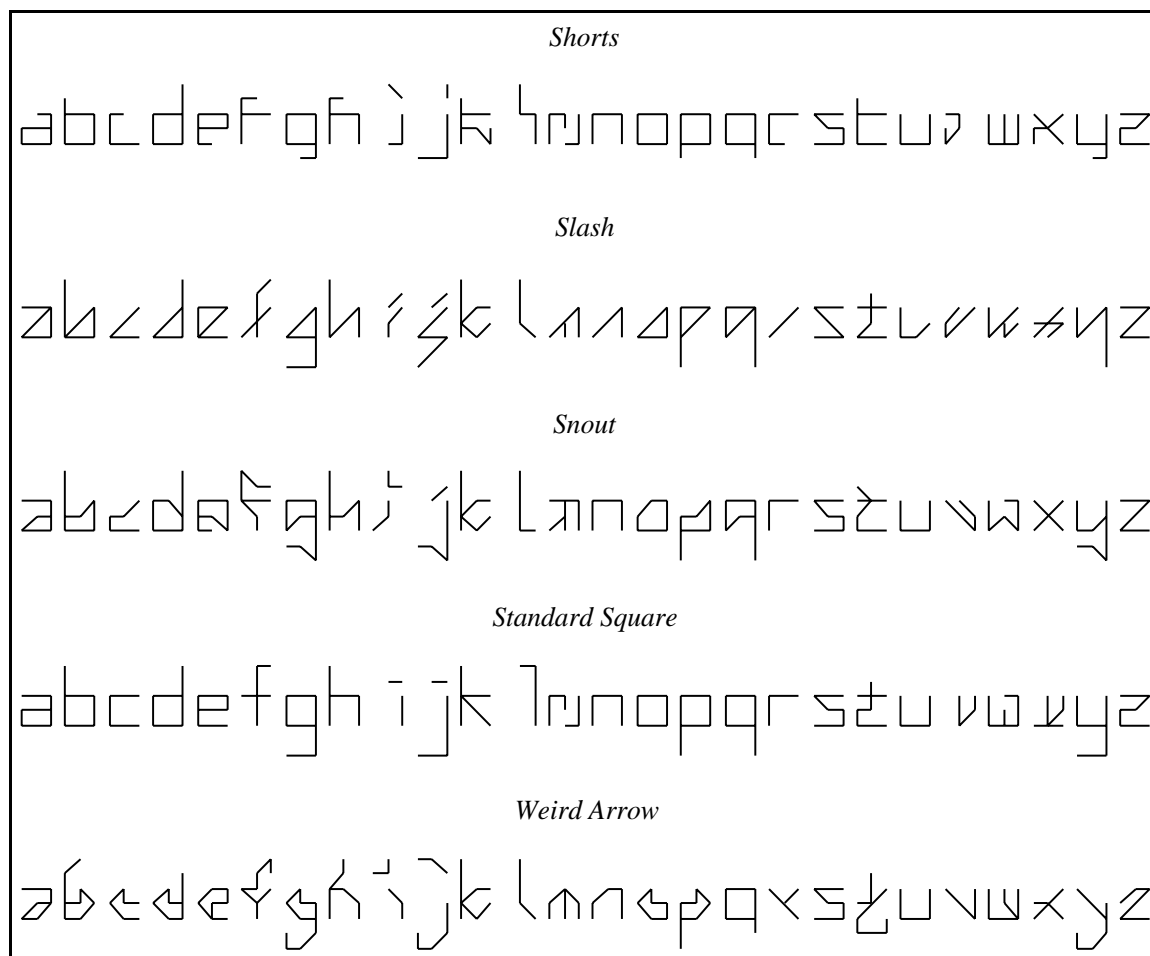 Shorts
abcdefghijklmnopqrstuvwxyz
Slash
abcdefghijklmnopqrstuvwxyz
Snout
abcdefghijklmnopqrstuvwxyz
Standard Square
abcdefghijklmnopqrstuvwxyz
Weird Arrow
abcdefghijklmnopqrstuvwxyz